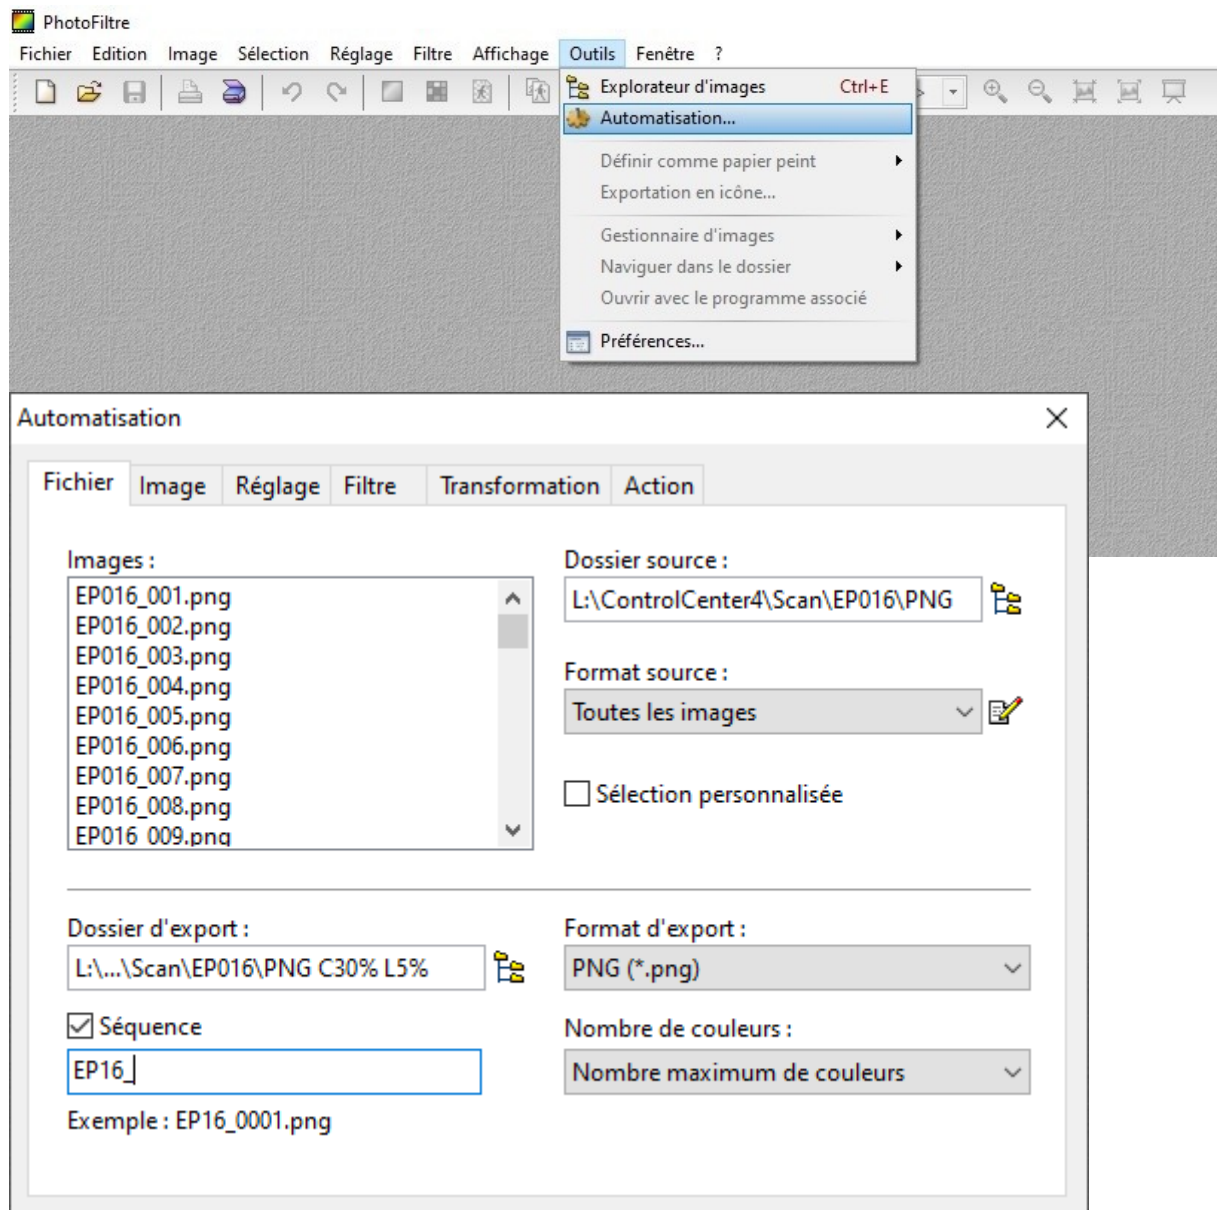 PhotoFiltre
Fichier Edition Image Sélection Réglage Filtre Affichage Outils Fenêtre ?
Explorateur d'images Ctrl+E
Automatisation...
Définir comme papier peint
Exportation en icône...
Gestionnaire d'images
Naviguer dans le dossier
Ouvrir avec le programme associé
Préférences...
Automatisation
Fichier Image Réglage Filtre Transformation Action
Images :
EP016_001.png
EP016_002.png
EP016_003.png
EP016_004.png
EP016_005.png
EP016_006.png
EP016_007.png
EP016_008.png
EP016_009.png
Dossier source :
L:\ControlCenter4\Scan\EP016\PNG
Format source :
Toutes les images
Sélection personnalisée
Dossier d'export :
L:\...\Scan\EP016\PNG C30% L5%
Séquence
EP16_
Exemple : EP16_0001.png
Format d'export :
PNG (*.png)
Nombre de couleurs :
Nombre maximum de couleurs